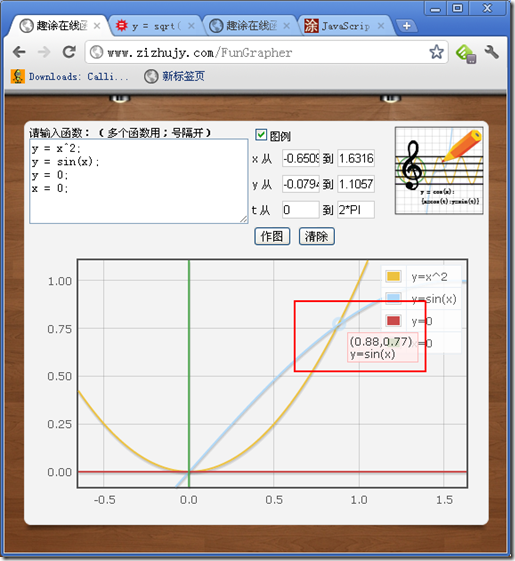 趣涂在线函
y = sqrt(
趣涂在线函
JavaScrip
www.zizhujy.com/FunGrapher
Downloads: Calli...
新标签页
请输入函数：（多个函数用；号隔开）
图例
y = x^2;
y = sin(x);
y = 0;
x = 0;
x 从 -0.6509 到 1.6316
y 从 -0.0794 到 1.1057
t 从 0 到 2*PI
作图 清除
y = cos(x);
{x=cos(t);y=sin(t)}
1.00
0.75
0.50
0.25
0.00
-0.5 0.0 0.5 1.0 1.5
y=x^2
y=sin(x)
y=0
=0
(0.88,0.77)
y=sin(x)